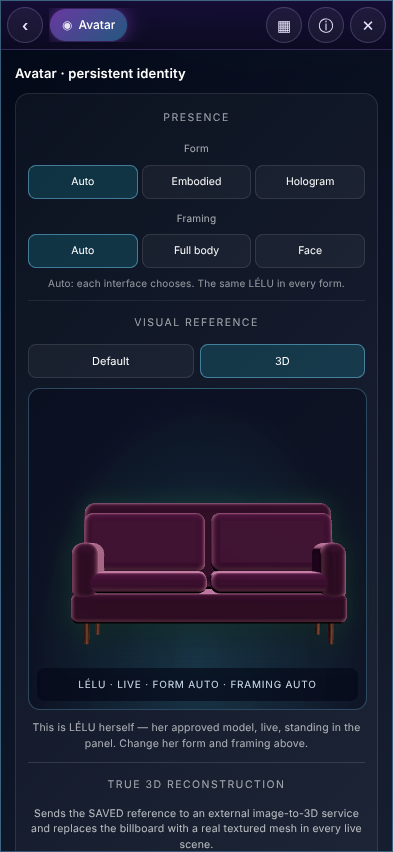 Avatar
Avatar · persistent identity
PRESENCE
Form
Auto
Embodied
Hologram
Framing
Auto
Full body
Face
Auto: each interface chooses. The same LÉLU in every form.
VISUAL REFERENCE
Default
3D
LÉLU · LIVE · FORM AUTO · FRAMING AUTO
This is LÉLU herself — her approved model, live, standing in the
panel. Change her form and framing above.
TRUE 3D RECONSTRUCTION
Sends the SAVED reference to an external image-to-3D service
and replaces the billboard with a real textured mesh in every live
scene.